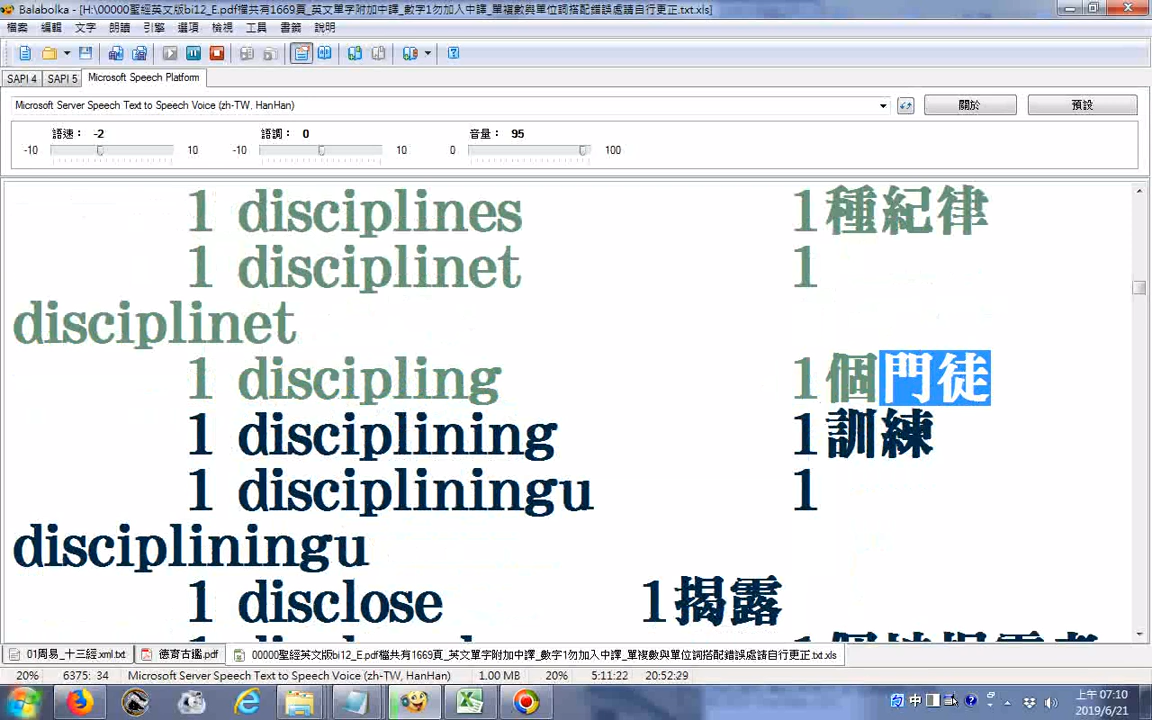 Balabolka - [H:\00000聖經英文版bi12_E.pdf檔共有1669頁_英文單字附加中譯_數字1勿加入中譯_單複數與單位詞搭配錯誤處請自行更正.txt.xls]
檔案 編輯 文字 朗讀 引擎 選項 檢視 工具 書籤 說明
SAPI 4 SAPI 5 Microsoft Speech Platform
Microsoft Server Speech Text to Speech Voice (zh-TW, HanHan) 關於 預設
語速： -2 語調： 0 音量： 95
-10 10 -10 10 0 100
1 disciplines 1種紀律
1 disciplinet 1
disciplinet
1 discipling 1個門徒
1 disciplining 1訓練
1 discipliningu 1
discipliningu
1 disclose 1揭露
01周易_十三經.xml.txt 德育古鑑.pdf 00000聖經英文版bi12_E.pdf檔共有1669頁_英文單字附加中譯_數字1勿加入中譯_單複數與單位詞搭配錯誤處請自行更正.txt.xls
20% 6375: 34 Microsoft Server Speech Text to Speech Voice (zh-TW, HanHan) 1.00 MB 20% 5:11:22 20:52:29
中 上午 07:10
2019/6/21